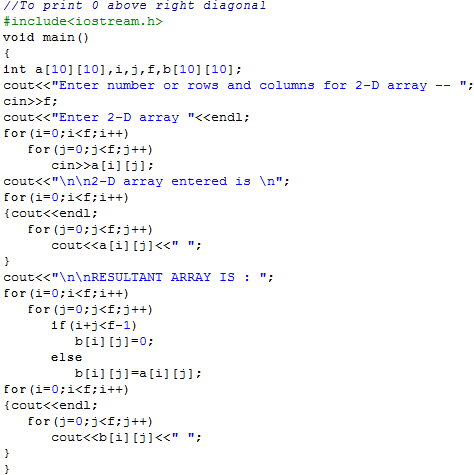 //To print 0 above right diagonal
#include<iostream.h>
void main()
{
int a[10][10],i,j,f,b[10][10];
cout<<"Enter number or rows and columns for 2-D array -- ";
cin>>f;
cout<<"Enter 2-D array "<<endl;
for(i=0;i<f;i++)
   for(j=0;j<f;j++)
      cin>>a[i][j];
cout<<"\n\n2-D array entered is \n";
for(i=0;i<f;i++)
{cout<<endl;
   for(j=0;j<f;j++)
      cout<<a[i][j]<<" ";
}
cout<<"\n\nRESULTANT ARRAY IS : ";
for(i=0;i<f;i++)
   for(j=0;j<f;j++)
      if(i+j<f-1)
         b[i][j]=0;
      else
         b[i][j]=a[i][j];
for(i=0;i<f;i++)
{cout<<endl;
   for(j=0;j<f;j++)
      cout<<b[i][j]<<" ";
}
}